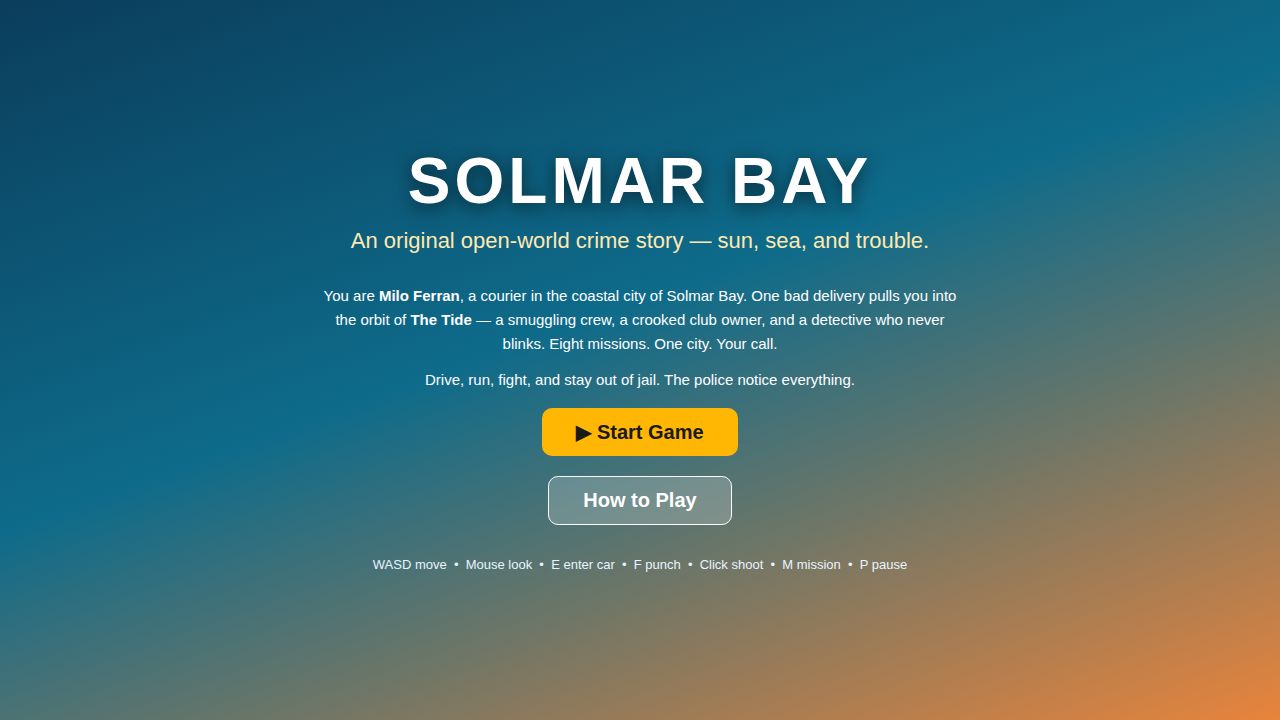 SOLMAR BAY
An original open-world crime story — sun, sea, and trouble.
You are Milo Ferran, a courier in the coastal city of Solmar Bay. One bad delivery pulls you into
the orbit of The Tide — a smuggling crew, a crooked club owner, and a detective who never
blinks. Eight missions. One city. Your call.
Drive, run, fight, and stay out of jail. The police notice everything.
▶ Start Game
How to Play
WASD move • Mouse look • E enter car • F punch • Click shoot • M mission • P pause